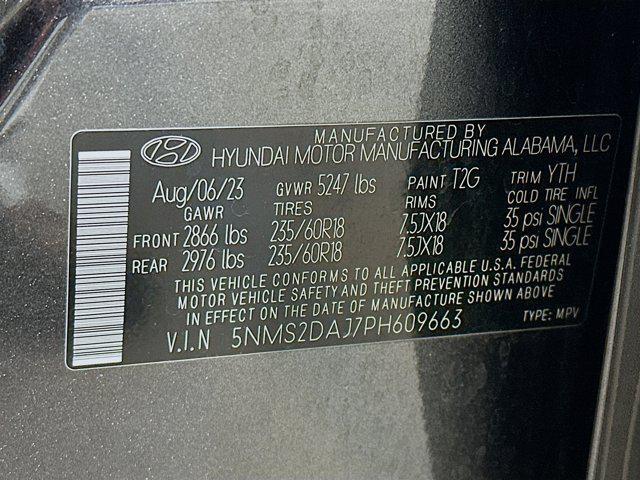 MANUFACTURED BY
HYUNDAI MOTOR MANUFACTURING ALABAMA, LLC
Aug/06/23 GVWR 5247 lbs PAINT T2G TRIM YTH
GAWR TIRES RIMS COLD TIRE INFL
FRONT 2866 lbs 235/60R18 7.5JX18 35 psi SINGLE
REAR 2976 lbs 235/60R18 7.5JX18 35 psi SINGLE
THIS VEHICLE CONFORMS TO ALL APPLICABLE U.S.A. FEDERAL
MOTOR VEHICLE SAFETY AND THEFT PREVENTION STANDARDS
IN EFFECT ON THE DATE OF MANUFACTURE SHOWN ABOVE
V.I.N 5NMS2DAJ7PH609663 TYPE: MPV